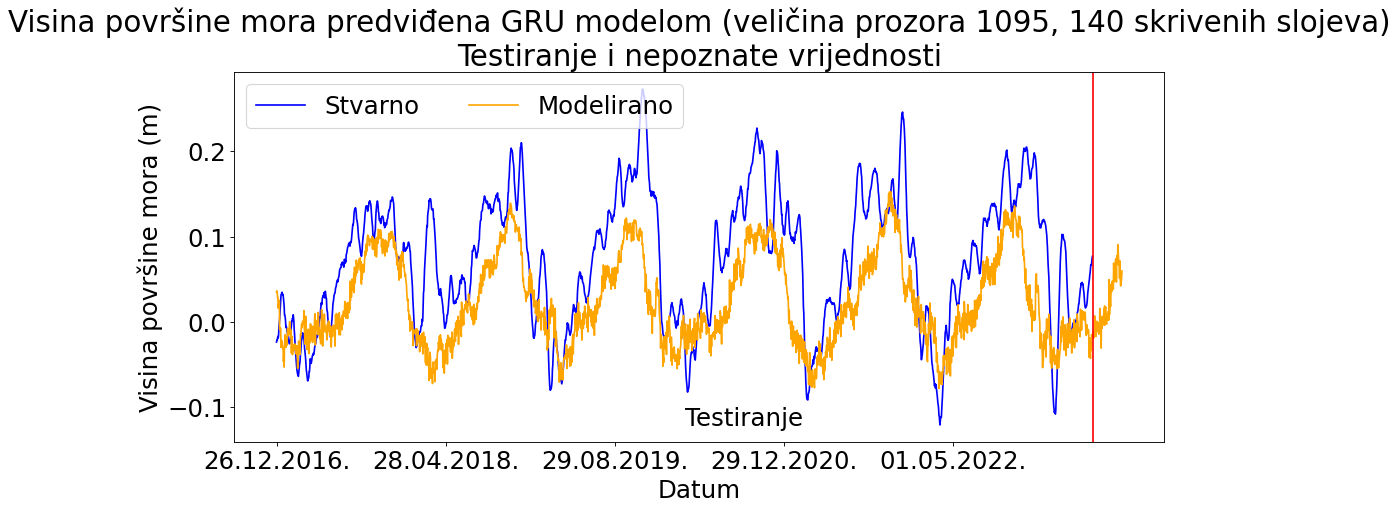 Visina površine mora predviđena GRU modelom (veličina prozora 1095, 140 skrivenih slojeva)
Testiranje i nepoznate vrijednosti
Stvarno Modelirano
Visina površine mora (m)
0.2
0.1
0.0
−0.1
Testiranje
26.12.2016. 28.04.2018. 29.08.2019. 29.12.2020. 01.05.2022.
Datum